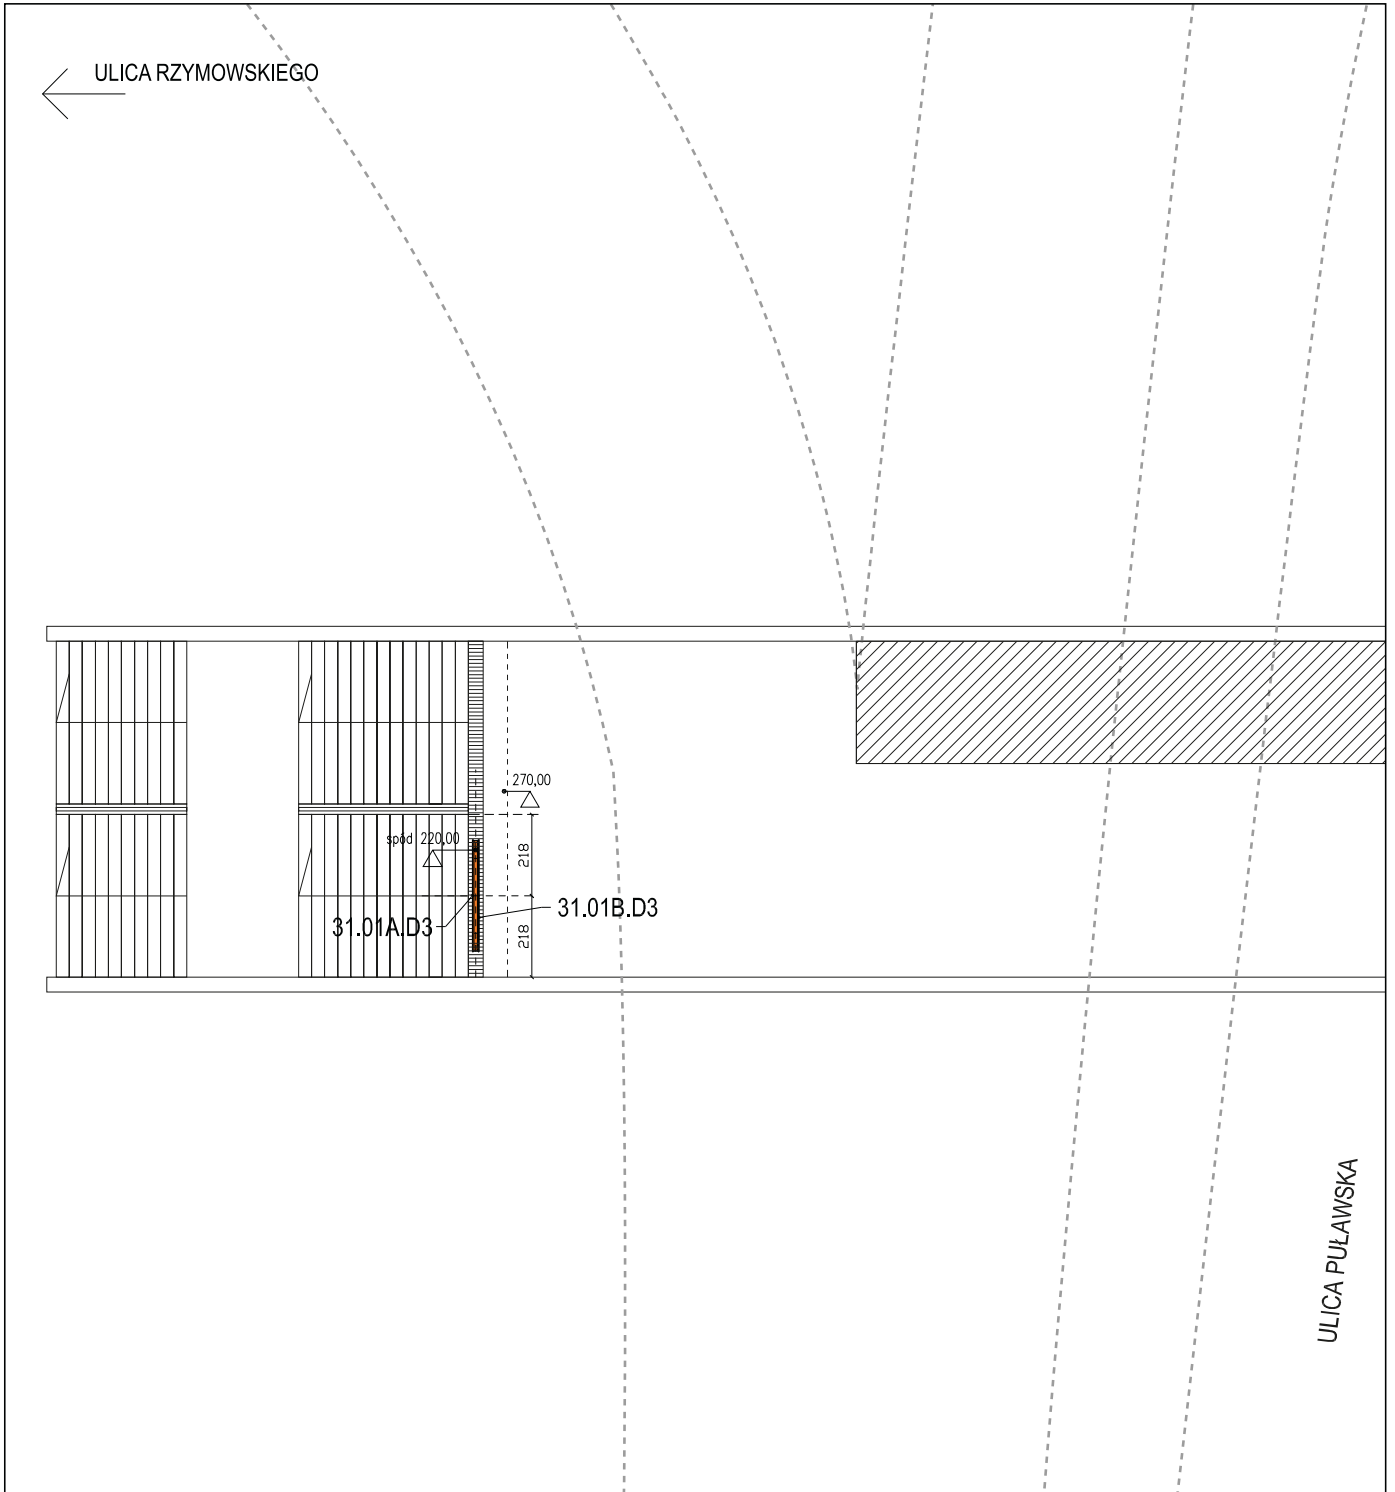 ULICA RZYMOWSKIEGO
270,00
spód 220,00
218
31.01B.D3
31.01A.D3
218
ULICA PUŁAWSKA